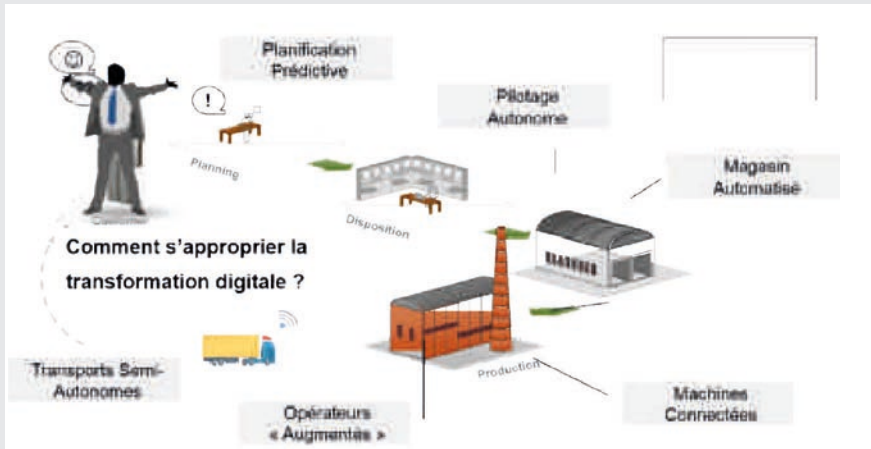 Planification
Prédictive
!
Pilotage
Autonome
Planning
Magasin
Automatisé
Customer
Disposition
Comment s'approprier la
transformation digitale ?
Transports Semi-
Autonomes
Production
Machines
Connectées
Opérateurs
« Augmentés »